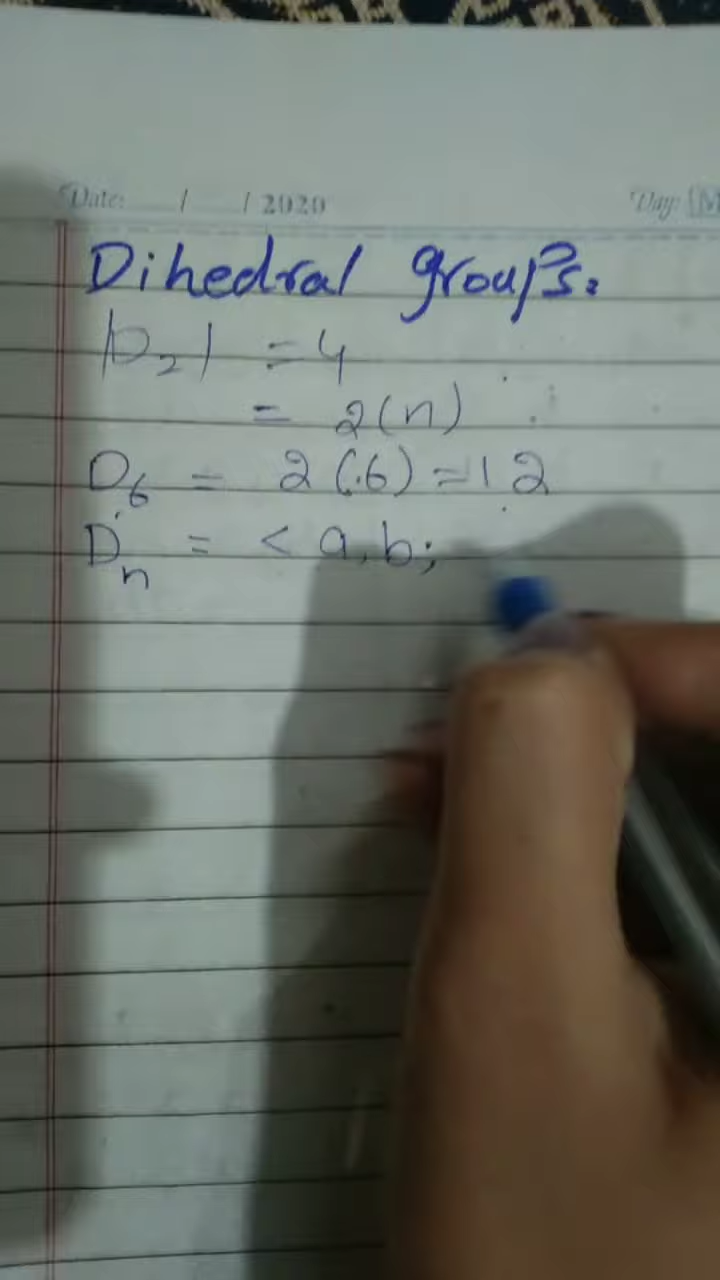 Date: / / 2020 Day: M
Dihedral groups:
|D₂| = 4
= 2(n)
D₆ = 2(.6) = 12
Dₙ = < a, b;